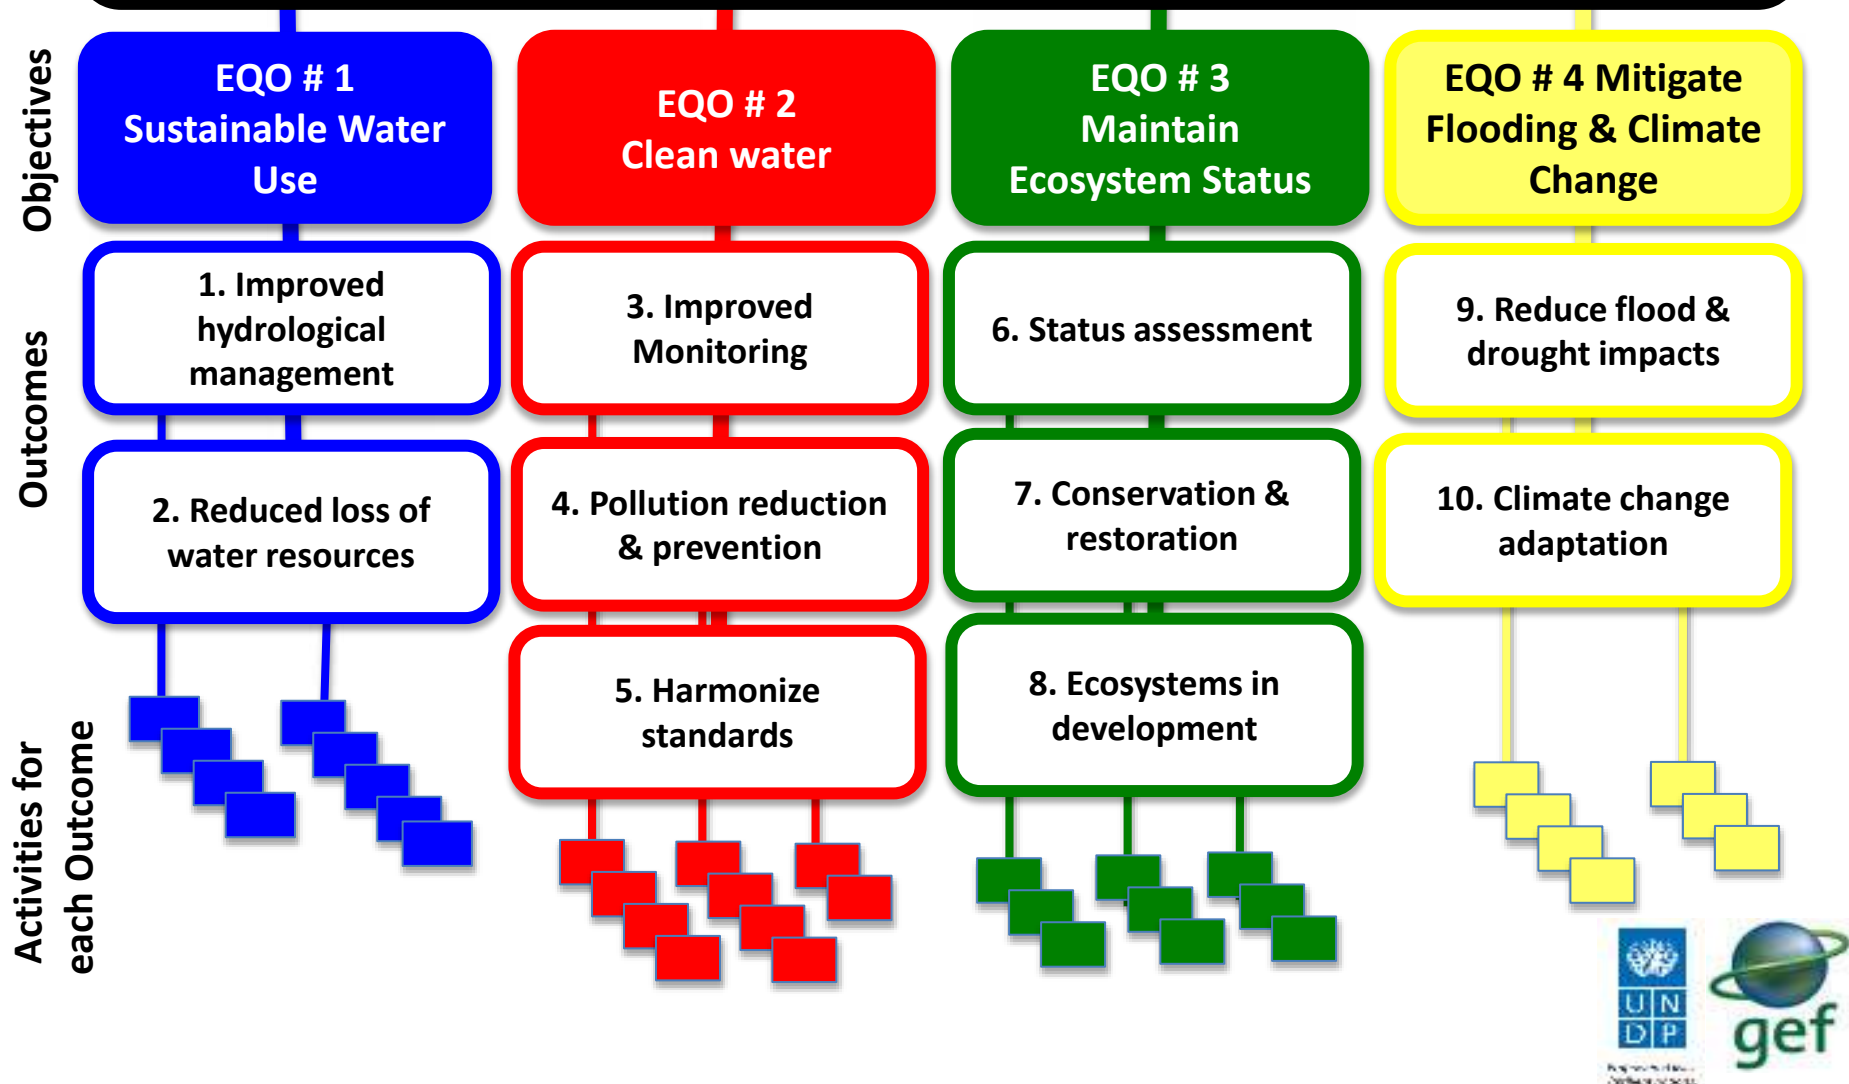 Objectives
EQO # 1
Sustainable Water
Use
EQO # 2
Clean water
EQO # 3
Maintain
Ecosystem Status
EQO # 4 Mitigate
Flooding & Climate
Change
Outcomes
1. Improved
hydrological
management
3. Improved
Monitoring
6. Status assessment
9. Reduce flood &
drought impacts
2. Reduced loss of
water resources
4. Pollution reduction
& prevention
7. Conservation &
restoration
10. Climate change
adaptation
5. Harmonize
standards
8. Ecosystems in
development
Activities for
each Outcome
U N
D P
gef